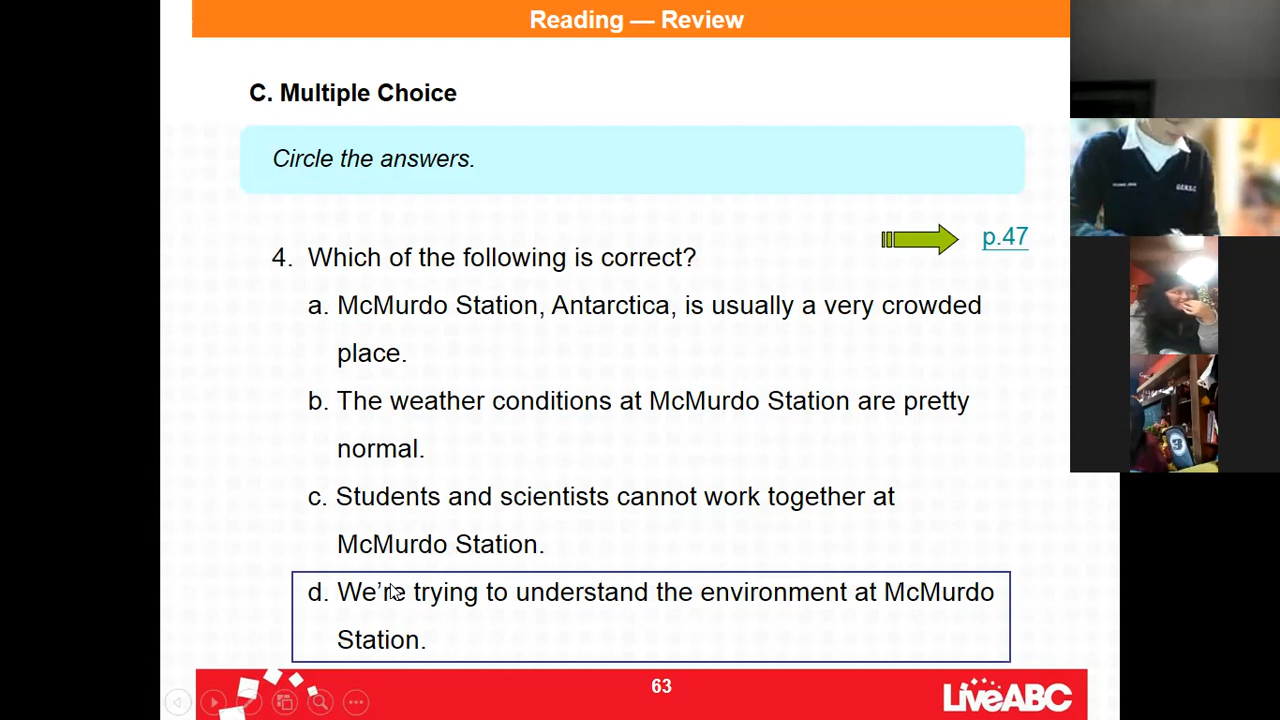 Reading — Review
C. Multiple Choice
Circle the answers.
p.47
4. Which of the following is correct?
a. McMurdo Station, Antarctica, is usually a very crowded
place.
b. The weather conditions at McMurdo Station are pretty
normal.
c. Students and scientists cannot work together at
McMurdo Station.
d. We're trying to understand the environment at McMurdo
Station.
63
LiveABC
3